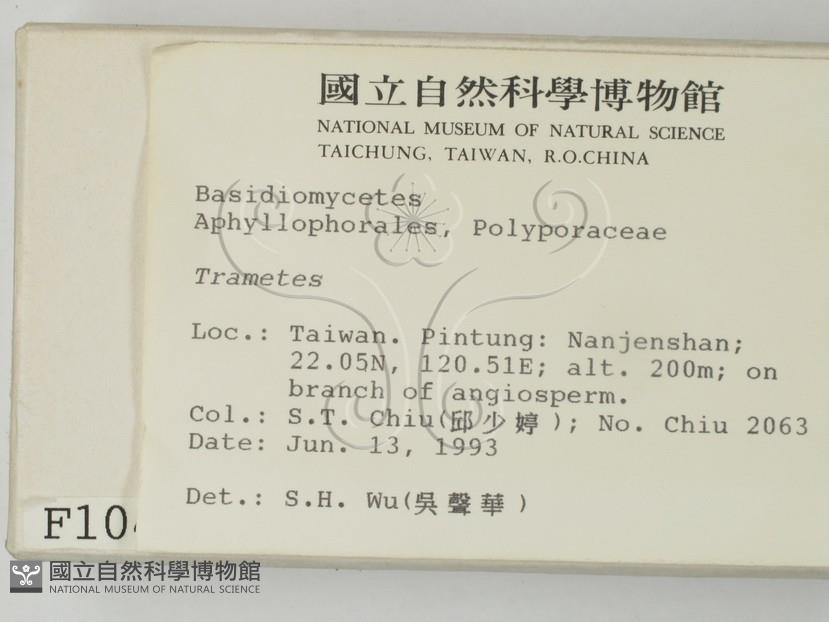 國立自然科學博物館
NATIONAL MUSEUM OF NATURAL SCIENCE
TAICHUNG, TAIWAN, R.O.CHINA
Basidiomycetes
Aphyllophorales, Polyporaceae
Trametes
Loc.: Taiwan. Pintung: Nanjenshan;
22.05N, 120.51E; alt. 200m; on
branch of angiosperm.
Col.: S.T. Chiu(邱少婷); No. Chiu 2063
Date: Jun. 13, 1993
Det.: S.H. Wu(吳聲華)
F104
國立自然科學博物館
NATIONAL MUSEUM OF NATURAL SCIENCE